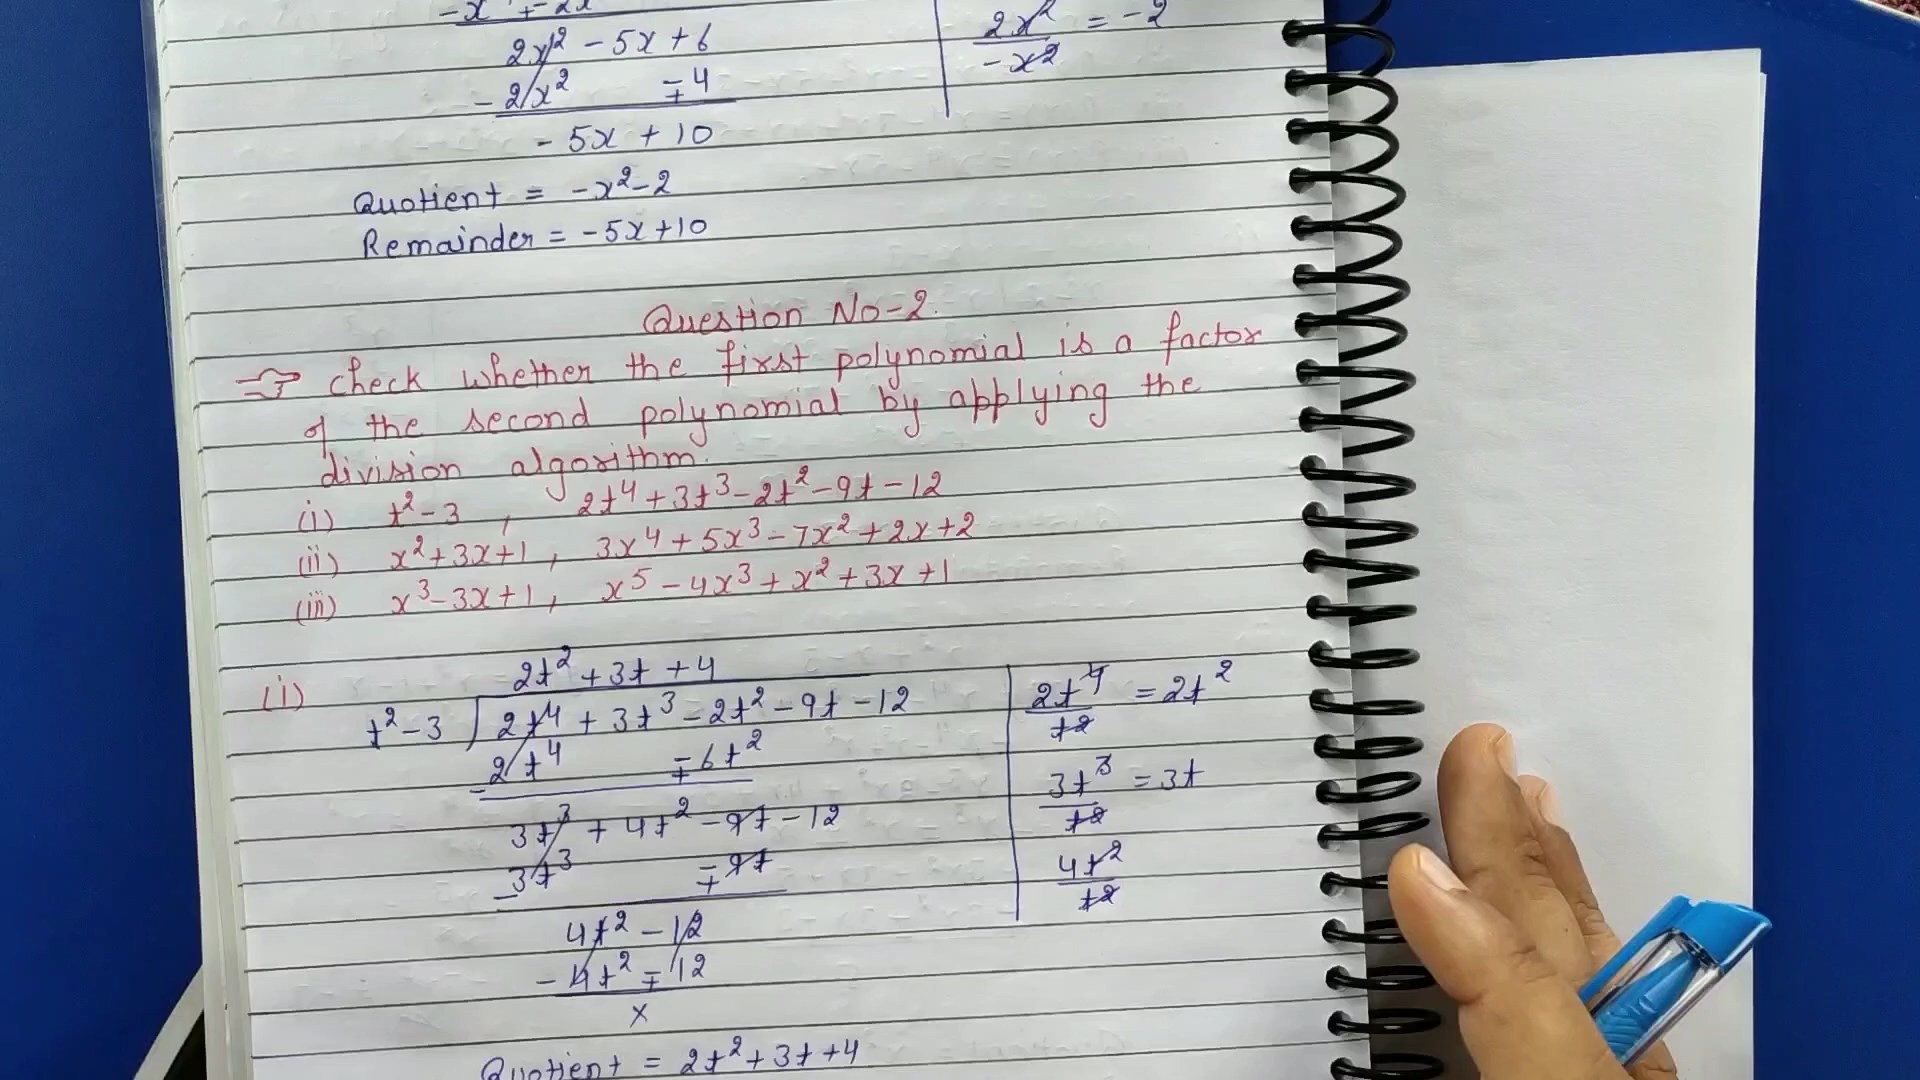 -x² +-2x
2x² - 5x + 6
- 2x² ∓ 4
- 5x + 10
2x² / -x² = -2
Quotient = -x²-2
Remainder = -5x+10
Question No-2.
☞ Check whether the first polynomial is a factor
of the second polynomial by applying the
division algorithm.
(i) t²-3 , 2t⁴+3t³-2t²-9t-12
(ii) x²+3x+1 , 3x⁴+5x³-7x²+2x+2
(iii) x³-3x+1 , x⁵-4x³+x²+3x+1
(i) 2t² + 3t + 4
t²-3 ) 2t⁴ + 3t³ - 2t² - 9t - 12
- 2t⁴ ∓ 6t²
3t³ + 4t² - 9t - 12
- 3t³ ∓ 9t
4t² - 12
- 4t² ∓ 12
x
2t⁴ / t² = 2t²
3t³ / t² = 3t
4t² / t²
Quotient = 2t²+3t+4